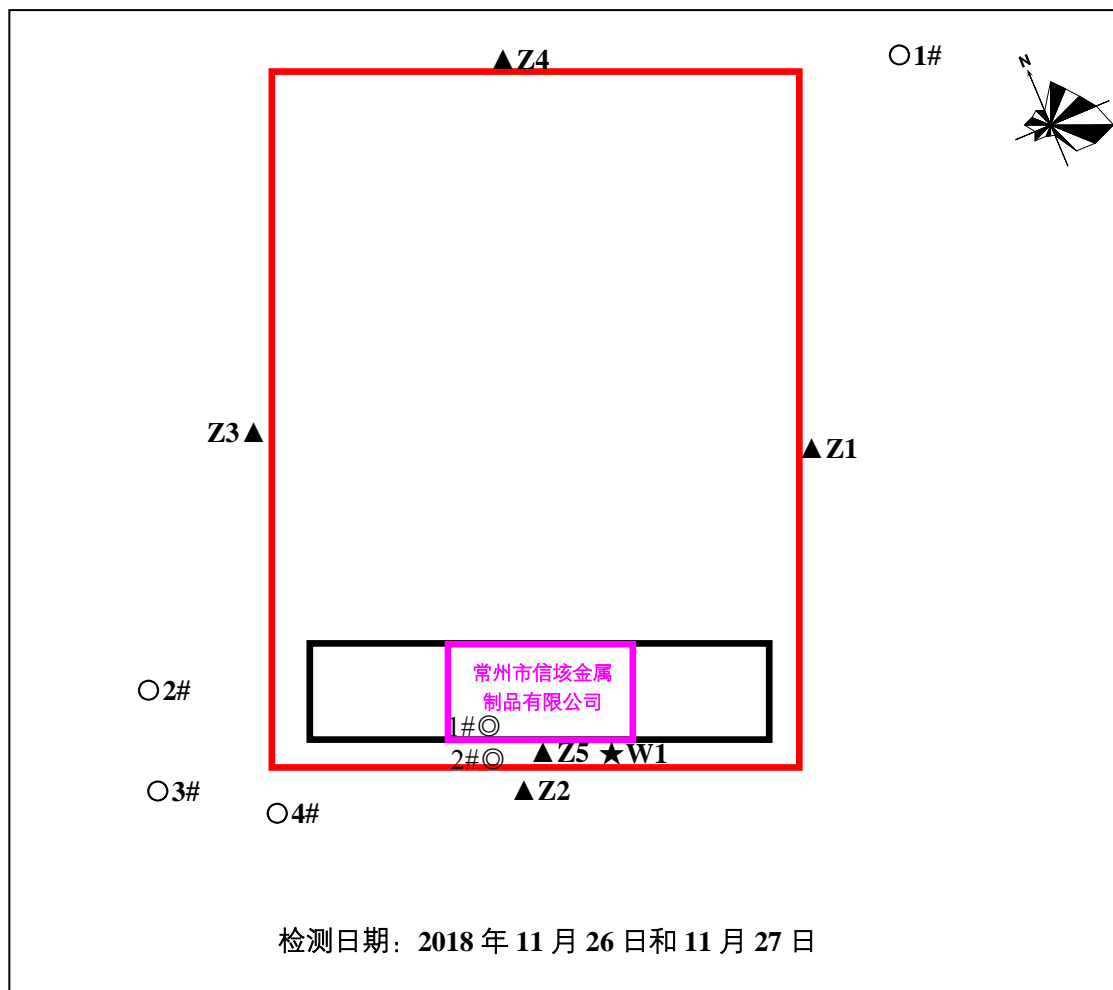 ▲Z4
○1#
N
Z3▲
▲Z1
常州市信垓金属
制品有限公司
○2#
1#◎
2#◎
▲Z5
★W1
○3#
▲Z2
○4#
检测日期：2018 年 11 月 26 日和 11 月 27 日